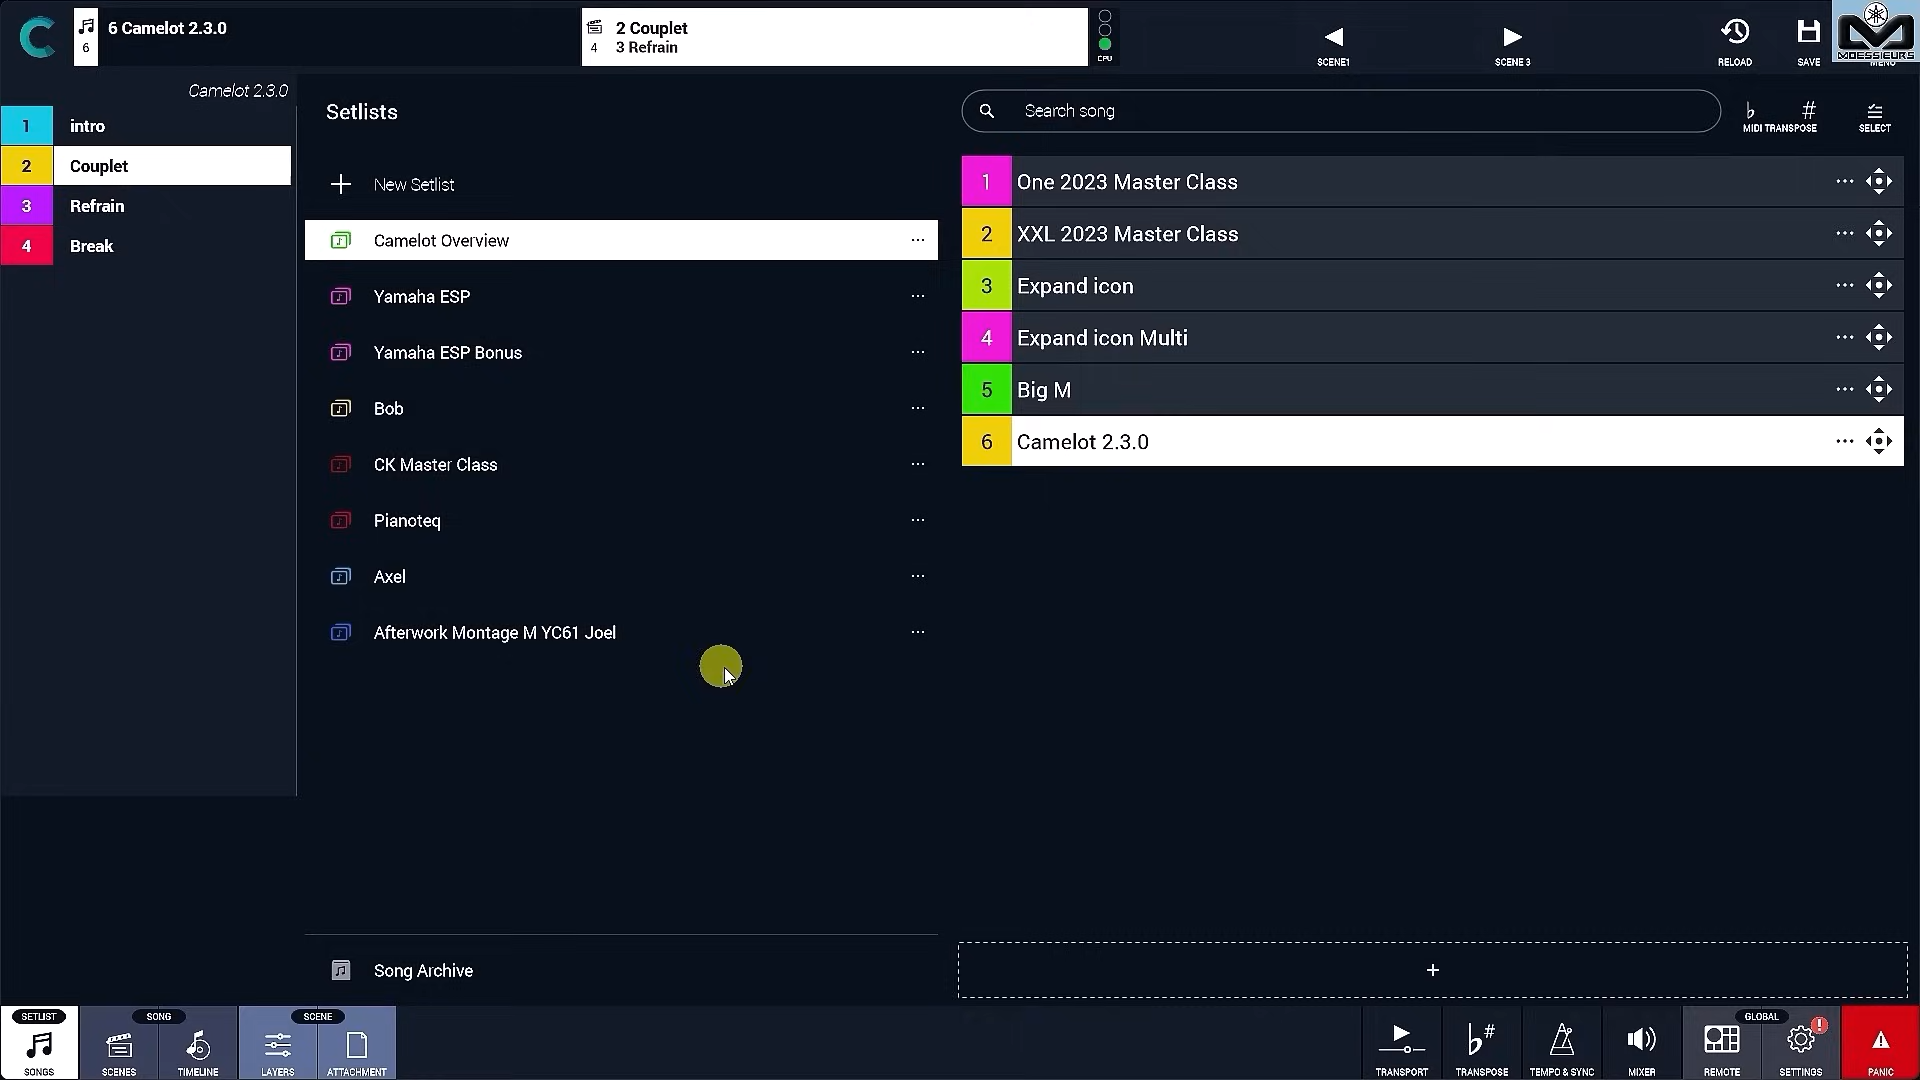 6 Camelot 2.3.0
6
2 Couplet
4 3 Refrain
CPU
SCENE1
SCENE 3
RELOAD
SAVE
MENU
MOESSIEURS
Camelot 2.3.0
1 intro
2 Couplet
3 Refrain
4 Break
Setlists
New Setlist
Camelot Overview ...
Yamaha ESP ...
Yamaha ESP Bonus ...
Bob ...
CK Master Class ...
Pianoteq ...
Axel ...
Afterwork Montage M YC61 Joel ...
Song Archive
Search song
♭ #
MIDI TRANSPOSE
SELECT
1 One 2023 Master Class ...
2 XXL 2023 Master Class ...
3 Expand icon ...
4 Expand icon Multi ...
5 Big M ...
6 Camelot 2.3.0 ...
+
SETLIST
SONGS
SONG
SCENES
TIMELINE
SCENE
LAYERS
ATTACHMENT
TRANSPORT
♭#
TRANSPOSE
TEMPO & SYNC
MIXER
GLOBAL
REMOTE
!
SETTINGS
PANIC